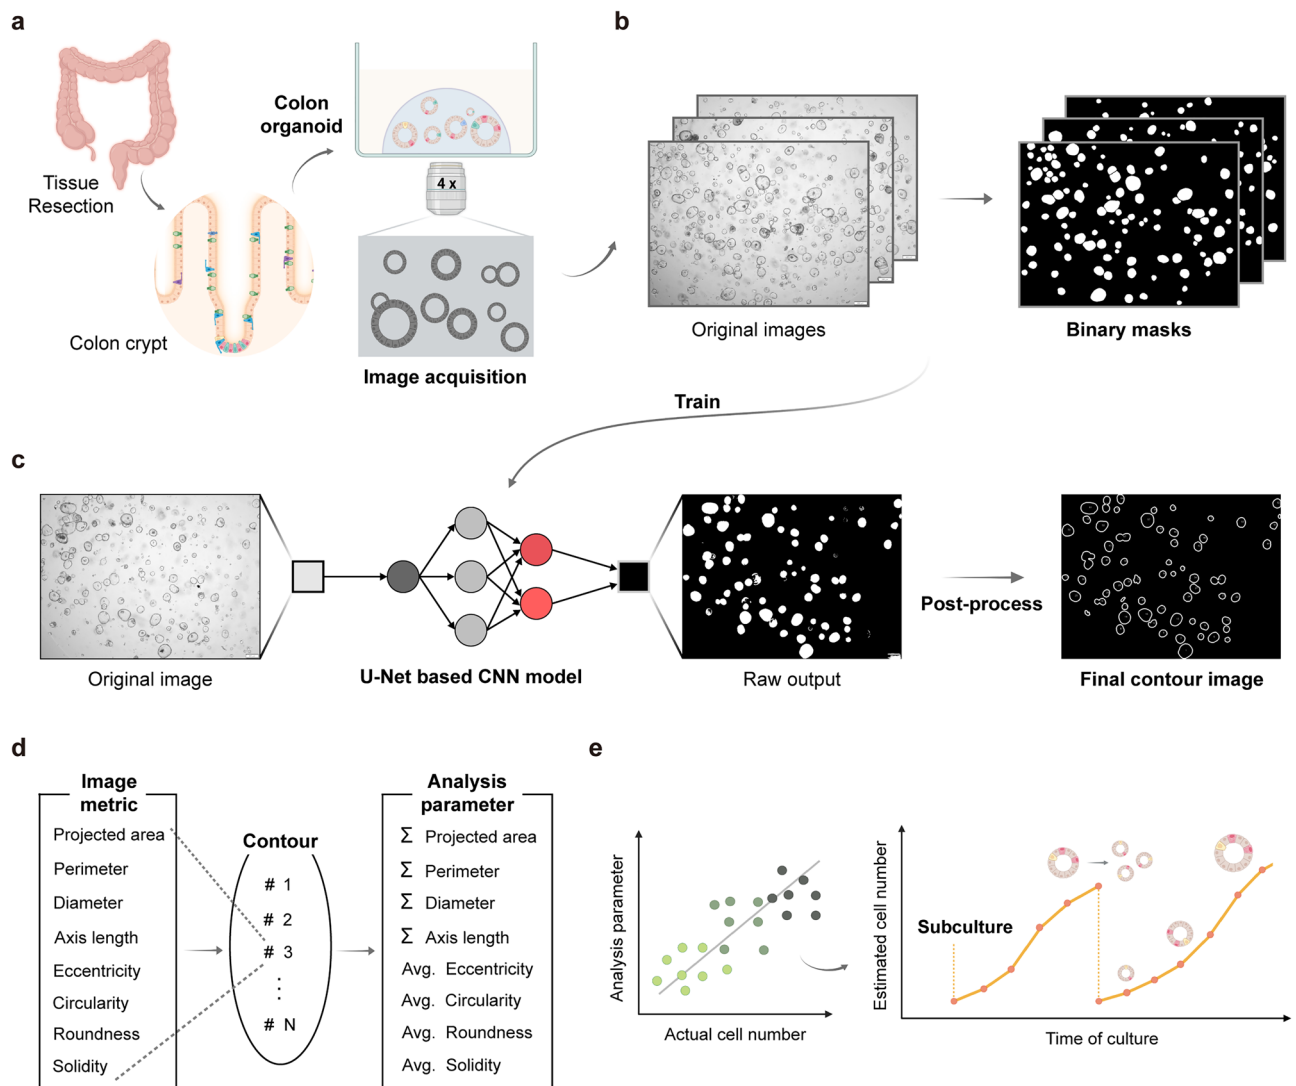 a
Tissue
Resection
Colon crypt
Colon
organoid
4 x
Image acquisition
b
Original images
Binary masks
Train
c
Original image
U-Net based CNN model
Raw output
Post-process
Final contour image
d
Image
metric
Projected area
Perimeter
Diameter
Axis length
Eccentricity
Circularity
Roundness
Solidity
Contour
# 1
# 2
# 3
⋮
# N
Analysis
parameter
Σ Projected area
Σ Perimeter
Σ Diameter
Σ Axis length
Avg. Eccentricity
Avg. Circularity
Avg. Roundness
Avg. Solidity
e
Analysis parameter
Actual cell number
Estimated cell number
Subculture
Time of culture